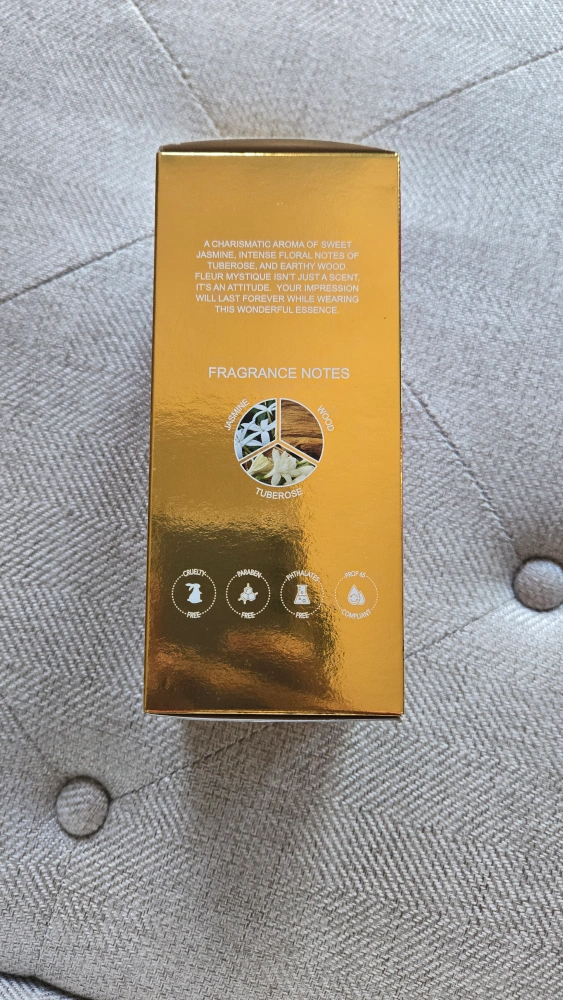 A CHARISMATIC AROMA OF SWEET
JASMINE, INTENSE FLORAL NOTES OF
TUBEROSE, AND EARTHY WOOD.
FLEUR MYSTIQUE ISN'T JUST A SCENT,
IT'S AN ATTITUDE. YOUR IMPRESSION
WILL LAST FOREVER WHILE WEARING
THIS WONDERFUL ESSENCE.
FRAGRANCE NOTES
JASMINE
WOOD
TUBEROSE
CRUELTY
FREE
PARABEN
FREE
PHTHALATES
FREE
PROP 65
COMPLIANT